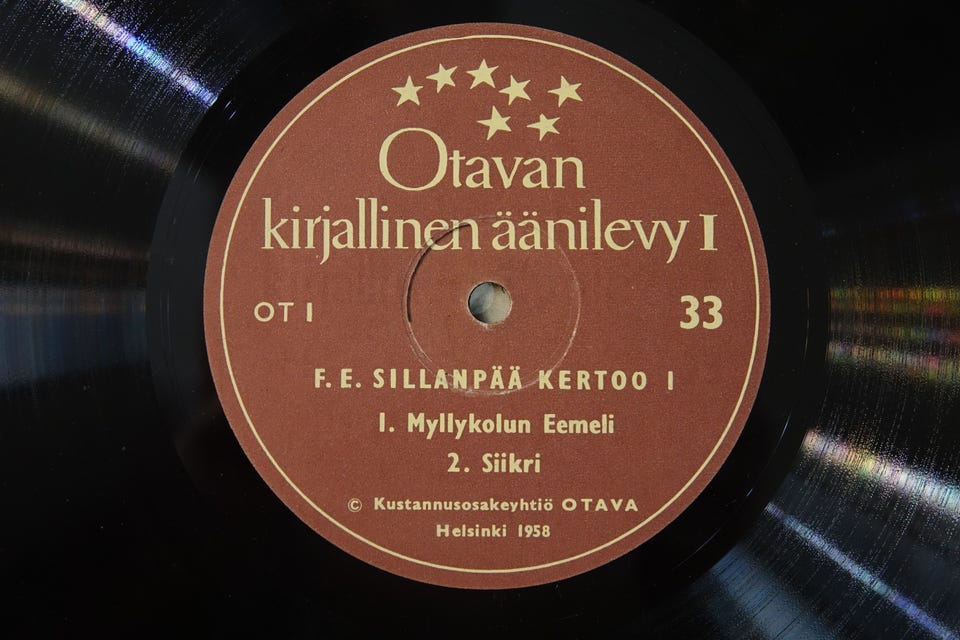 Otavan
kirjallinen äänilevy I
OT I 33
F. E. SILLANPÄÄ KERTOO I
1. Myllykolun Eemeli
2. Siikri
© Kustannusosakeyhtiö OTAVA
Helsinki 1958